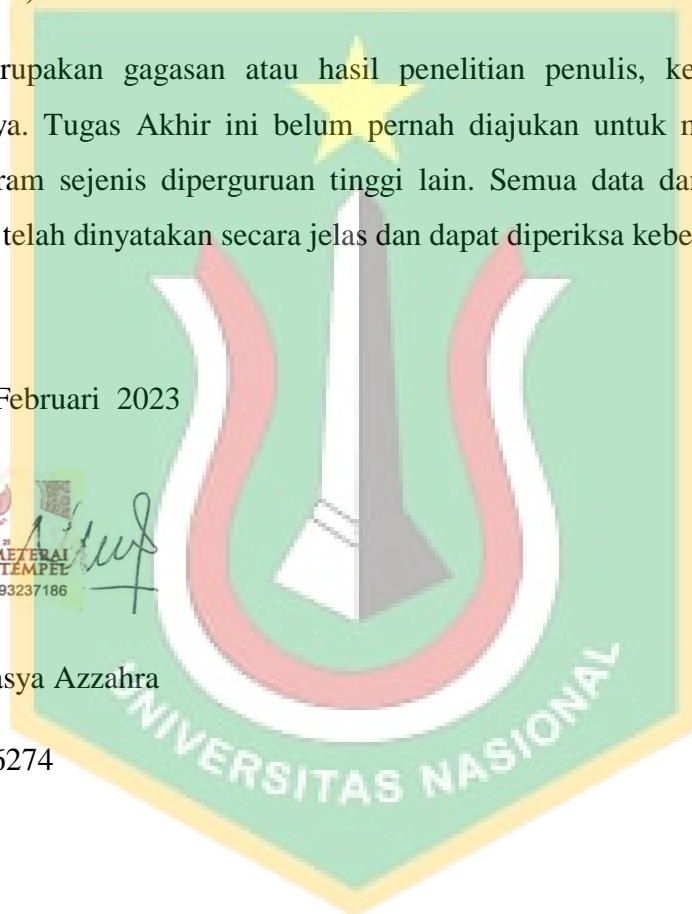 rupakan gagasan atau hasil penelitian penulis, ke
ya. Tugas Akhir ini belum pernah diajukan untuk
ram sejenis diperguruan tinggi lain. Semua data dan
telah dinyatakan secara jelas dan dapat diperiksa kebe
Februari 2023
METERAI
TEMPEL
93237186
asya Azzahra
6274
UNIVERSITAS NASIONAL